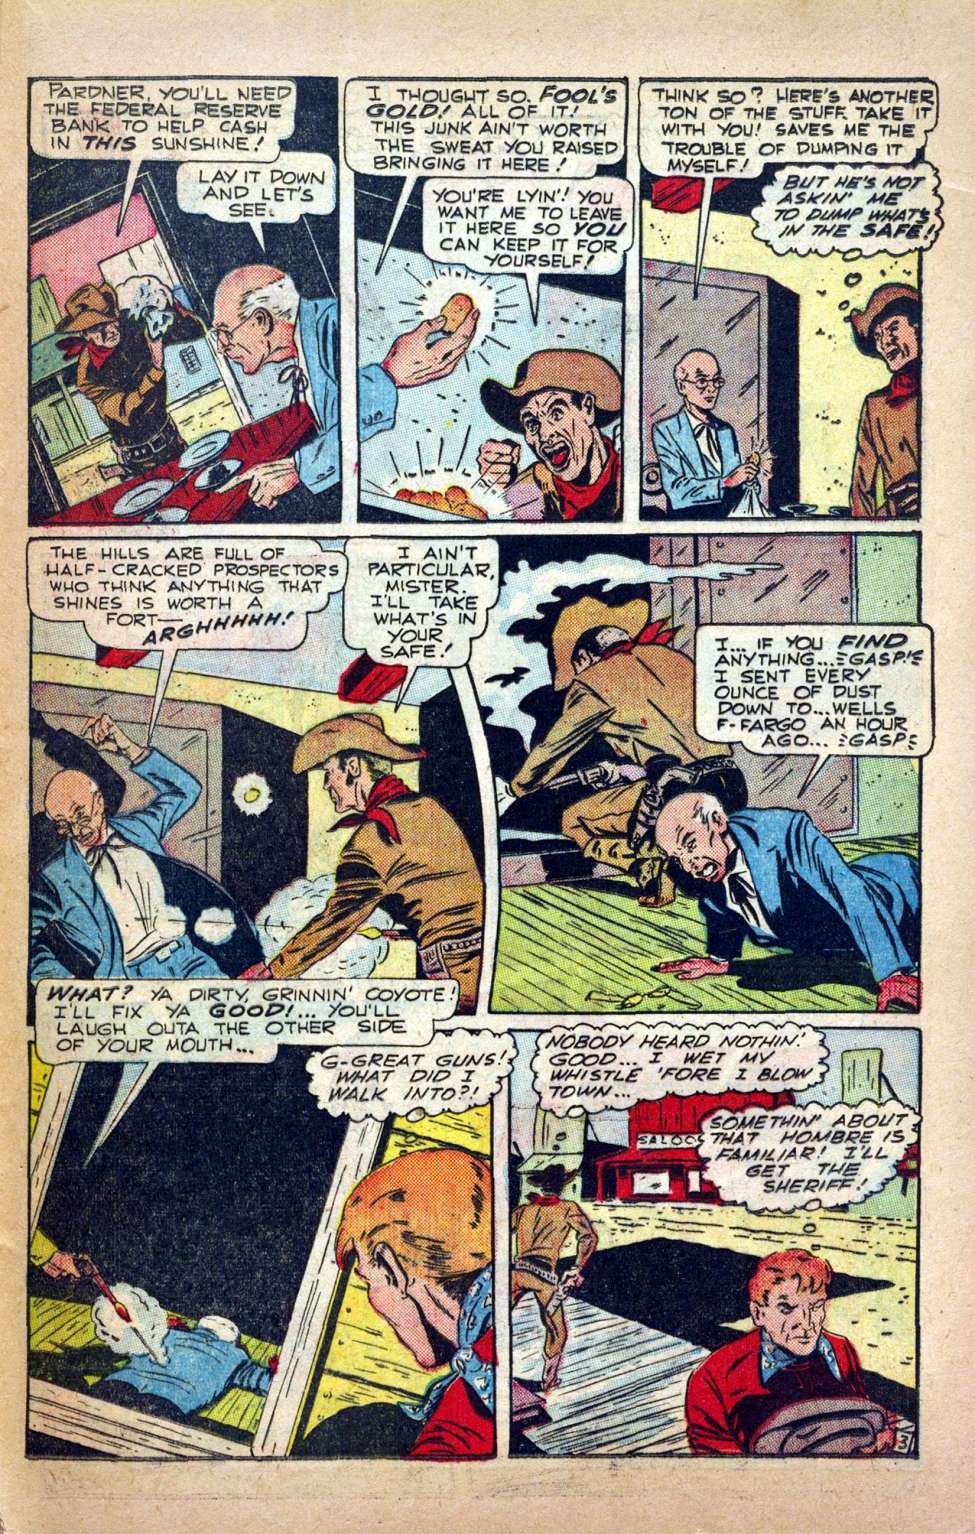 PARDNER, YOU'LL NEED
THE FEDERAL RESERVE
BANK TO HELP CASH
IN THIS SUNSHINE!
LAY IT DOWN
AND LET'S
SEE.
I THOUGHT SO. FOOL'S
GOLD! ALL OF IT!
THIS JUNK AIN'T WORTH
THE SWEAT YOU RAISED
BRINGING IT HERE!
YOU'RE LYIN'! YOU
WANT ME TO LEAVE
IT HERE SO YOU
CAN KEEP IT FOR
YOURSELF!
THINK SO? HERE'S ANOTHER
TON OF THE STUFF. TAKE IT
WITH YOU! SAVES ME THE
TROUBLE OF DUMPING IT
MYSELF!
BUT HE'S NOT
ASKIN' ME
TO DUMP WHAT'S
IN THE SAFE!
THE HILLS ARE FULL OF
HALF-CRACKED PROSPECTORS
WHO THINK ANYTHING THAT
SHINES IS WORTH A
FORT—
ARGHHHHH!
I AIN'T
PARTICULAR,
MISTER.
I'LL TAKE
WHAT'S IN
YOUR
SAFE!
I... IF YOU FIND
ANYTHING... GASP!
I SENT EVERY
OUNCE OF DUST
DOWN TO... WELLS
F-FARGO AN HOUR
AGO... GASP!
WHAT? YA DIRTY, GRINNIN' COYOTE!
I'LL FIX YA GOOD!... YOU'LL
LAUGH OUTA THE OTHER SIDE
OF YOUR MOUTH...
G-GREAT GUNS!
WHAT DID I
WALK INTO?!
NOBODY HEARD NOTHIN'.
GOOD... I WET MY
WHISTLE 'FORE I BLOW
TOWN...
SALOO
SOMETHIN' ABOUT
THAT HOMBRE IS
FAMILIAR! I'LL
GET THE
SHERIFF!
3